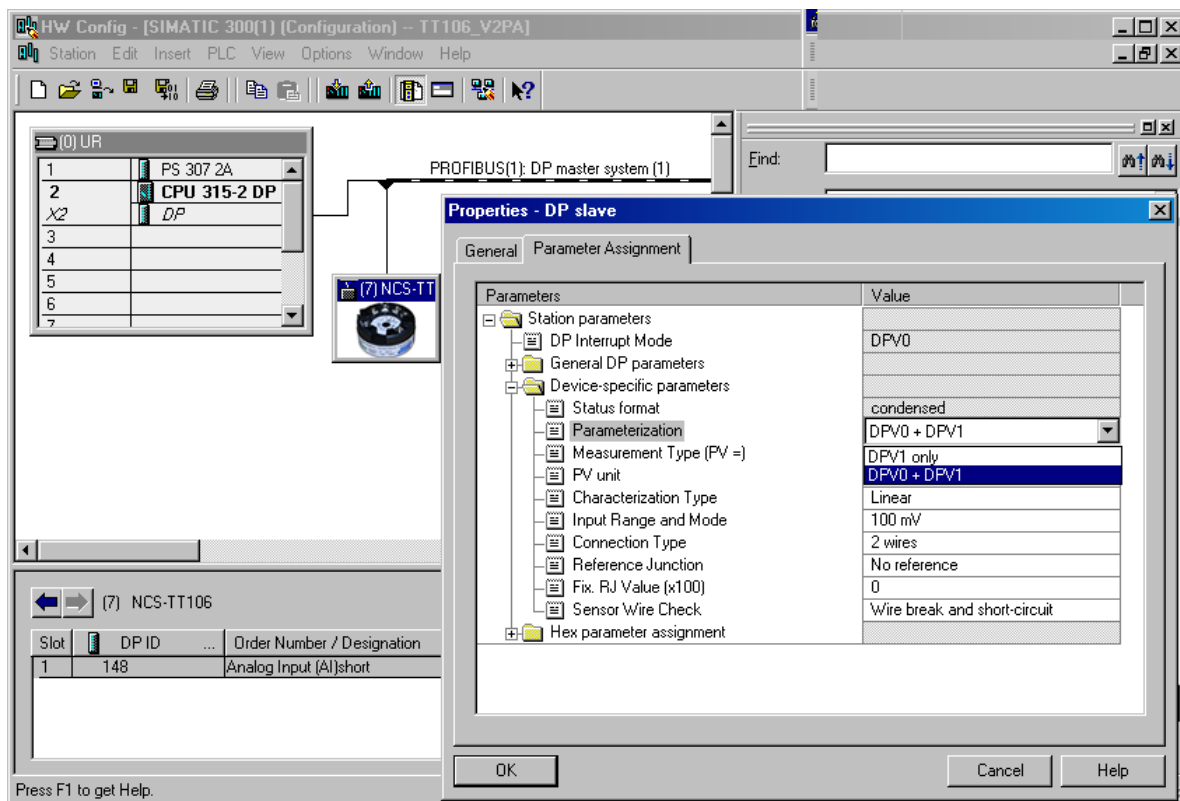 HW Config - [SIMATIC 300(1) (Configuration) -- TT106_V2PA]
Station Edit Insert PLC View Options Window Help
(0) UR
1 PS 307 2A
2 CPU 315-2 DP
X2 DP
3
4
5
6
7
PROFIBUS(1): DP master system (1)
(7) NCS-TT
Find:
Properties - DP slave
General Parameter Assignment
Parameters Value
Station parameters
DP Interrupt Mode DPV0
General DP parameters
Device-specific parameters
Status format condensed
Parameterization DPV0 + DPV1
Measurement Type (PV =) DPV1 only
PV unit DPV0 + DPV1
Characterization Type Linear
Input Range and Mode 100 mV
Connection Type 2 wires
Reference Junction No reference
Fix. RJ Value (x100) 0
Sensor Wire Check Wire break and short-circuit
Hex parameter assignment
(7) NCS-TT106
Slot DP ID ... Order Number / Designation
1 148 Analog Input (AI)short
OK Cancel Help
Press F1 to get Help.